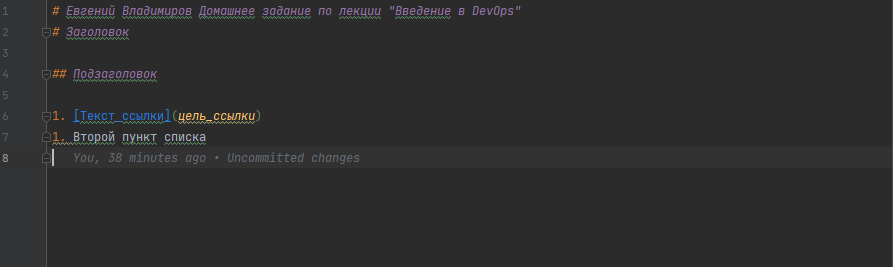 1 # Евгений Владимиров Домашнее задание по лекции "Введение в DevOps"
2 # Заголовок
3
4 ## Подзаголовок
5
6 1. [Текст ссылки](цель_ссылки)
7 1. Второй пункт списка
8 You, 38 minutes ago • Uncommitted changes